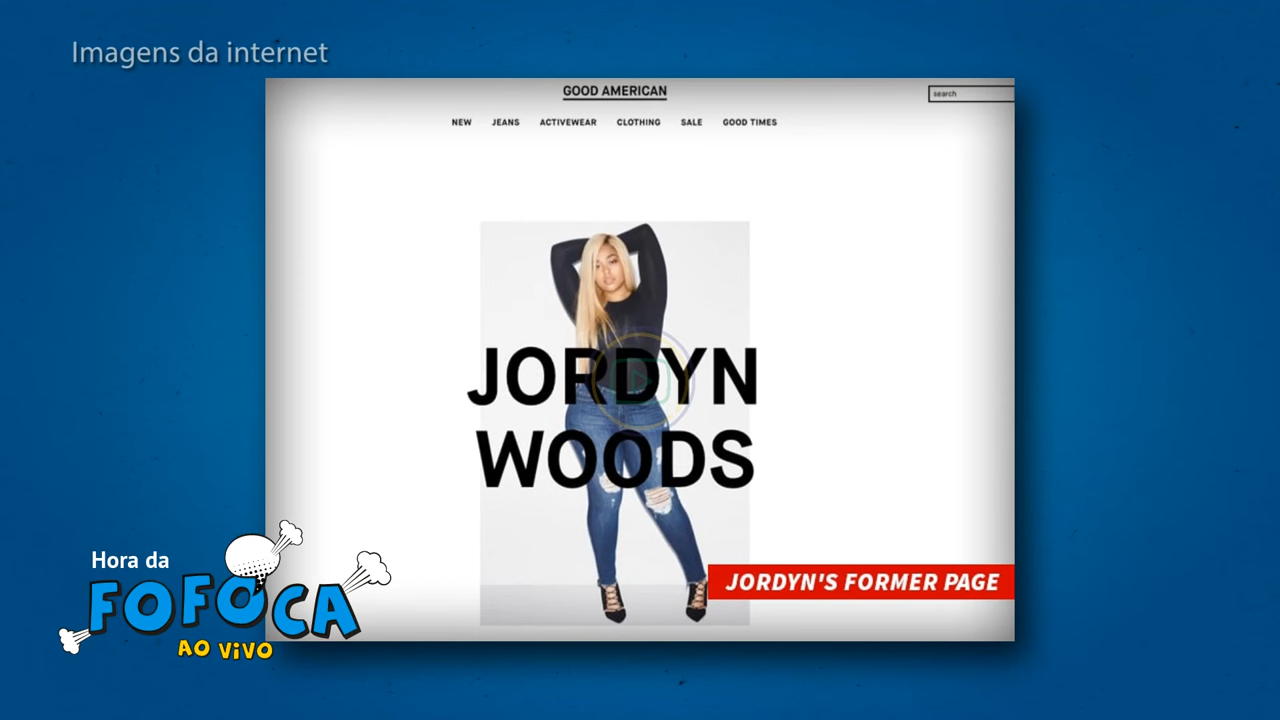 Imagens da internet
GOOD AMERICAN
search
NEW JEANS ACTIVEWEAR CLOTHING SALE GOOD TIMES
JORDYN
WOODS
JORDYN'S FORMER PAGE
Hora da
FOFOCA
AO VIVO